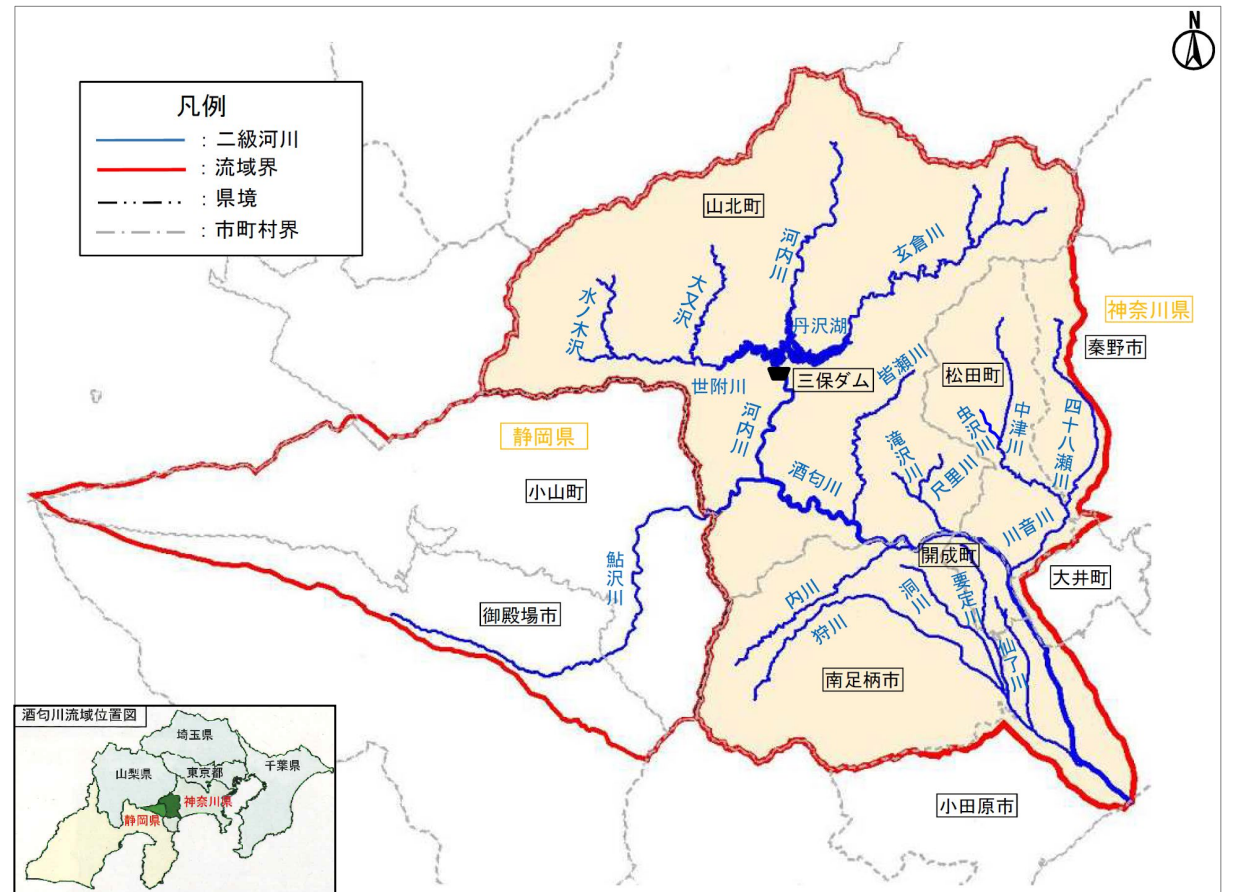 N
凡例
：二級河川
：流域界
：県境
：市町村界
山北町
河内川
玄倉川
大又沢
水ノ木沢
丹沢湖
神奈川県
秦野市
世附川
三保ダム
皆瀬川
松田町
静岡県
河内川
虫沢川
中津川
四十八瀬川
滝沢川
尺里川
小山町
酒匂川
川音川
開成町
大井町
鮎沢川
内川
洞川
要定川
御殿場市
狩川
仙了川
南足柄市
小田原市
酒匂川流域位置図
埼玉県
山梨県
東京都
千葉県
神奈川県
静岡県